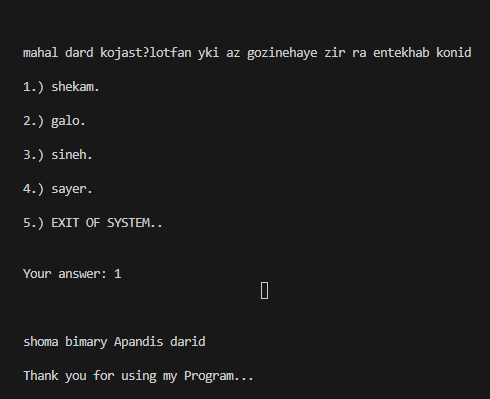 mahal dard kojast?lotfan yki az gozinehaye zir ra entekhab konid
1.) shekam.
2.) galo.
3.) sineh.
4.) sayer.
5.) EXIT OF SYSTEM..
Your answer: 1
shoma bimary Apandis darid
Thank you for using my Program...